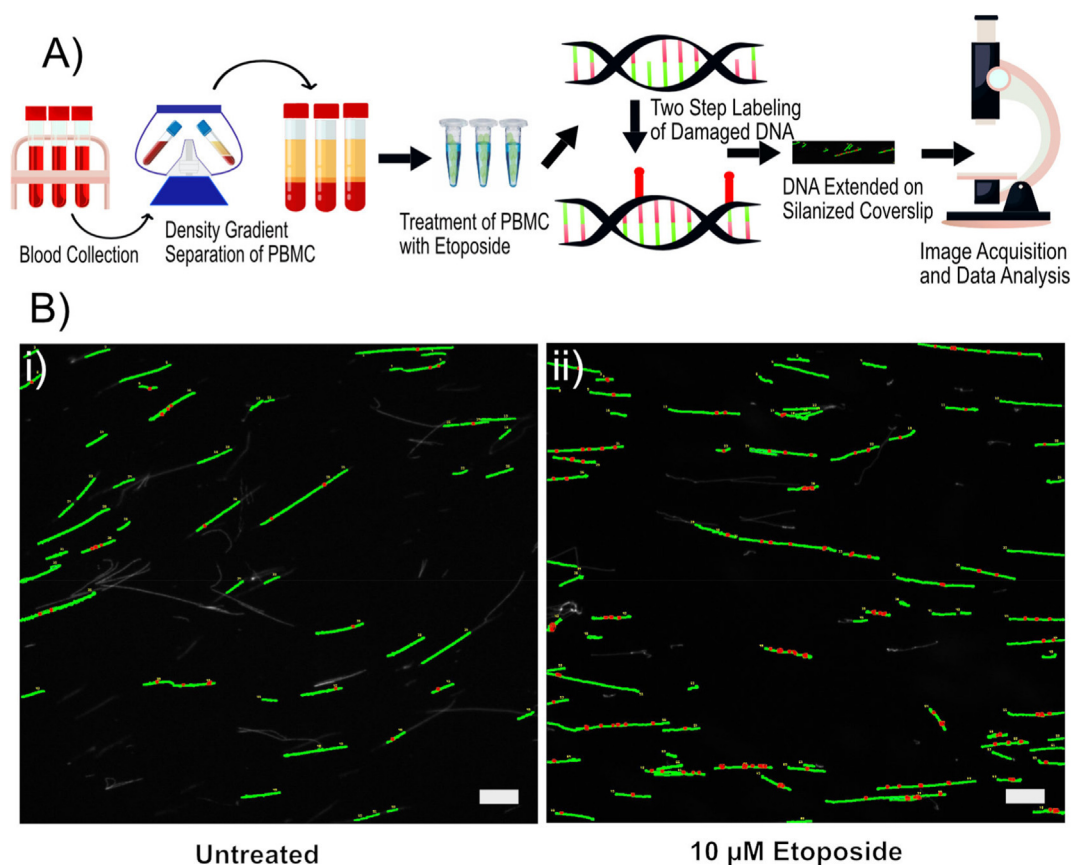 A)
Blood Collection
Density Gradient
Separation of PBMC
Treatment of PBMC
with Etoposide
Two Step Labeling
of Damaged DNA
DNA Extended on
Silanized Coverslip
Image Acquisition
and Data Analysis
B)
i)
ii)
Untreated
10 µM Etoposide